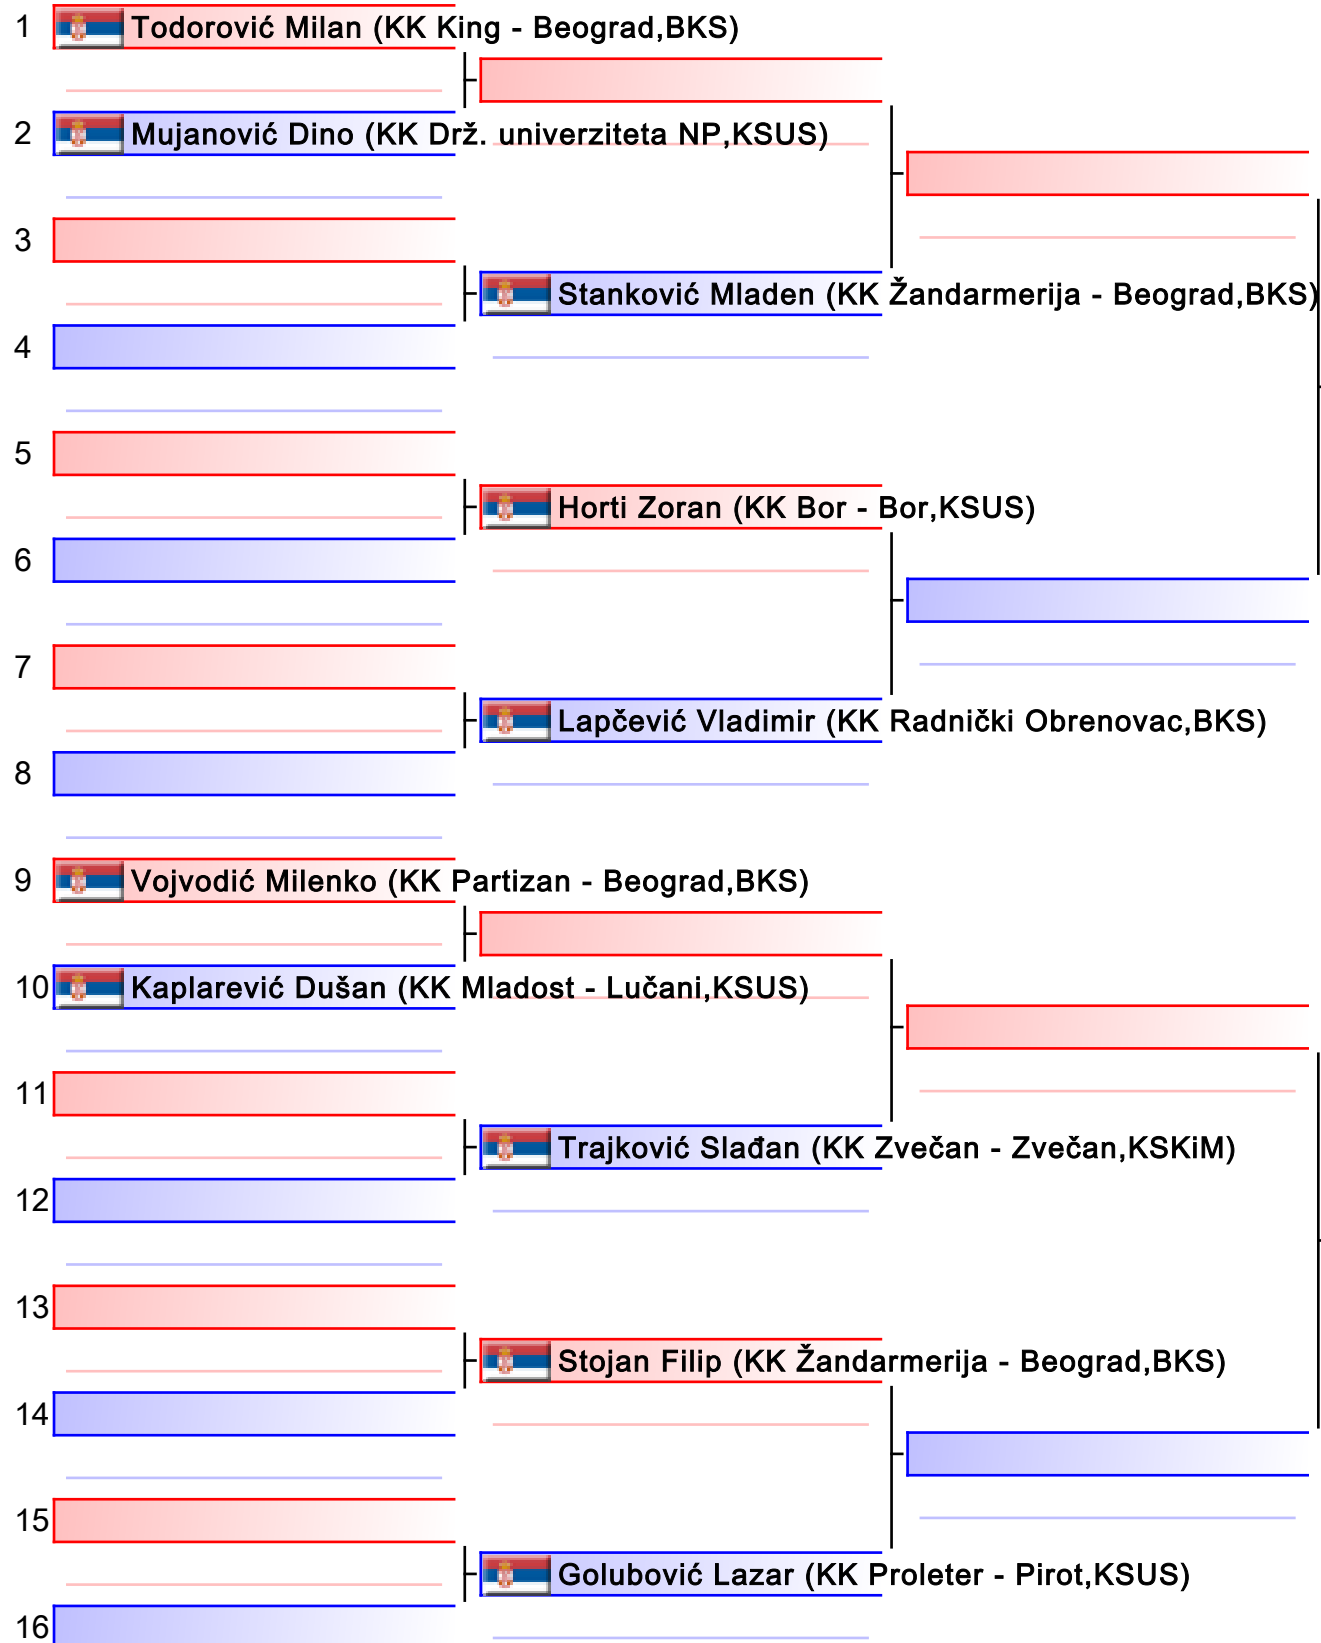 1 Todorović Milan (KK King - Beograd,BKS)
2 Mujanović Dino (KK Drž. univerziteta NP,KSUS)
3
Stanković Mladen (KK Žandarmerija - Beograd,BKS)
4
5
Horti Zoran (KK Bor - Bor,KSUS)
6
7
Lapčević Vladimir (KK Radnički Obrenovac,BKS)
8
9 Vojvodić Milenko (KK Partizan - Beograd,BKS)
10 Kaplarević Dušan (KK Mladost - Lučani,KSUS)
11
Trajković Slađan (KK Zvečan - Zvečan,KSKiM)
12
13
Stojan Filip (KK Žandarmerija - Beograd,BKS)
14
15
Golubović Lazar (KK Proleter - Pirot,KSUS)
16